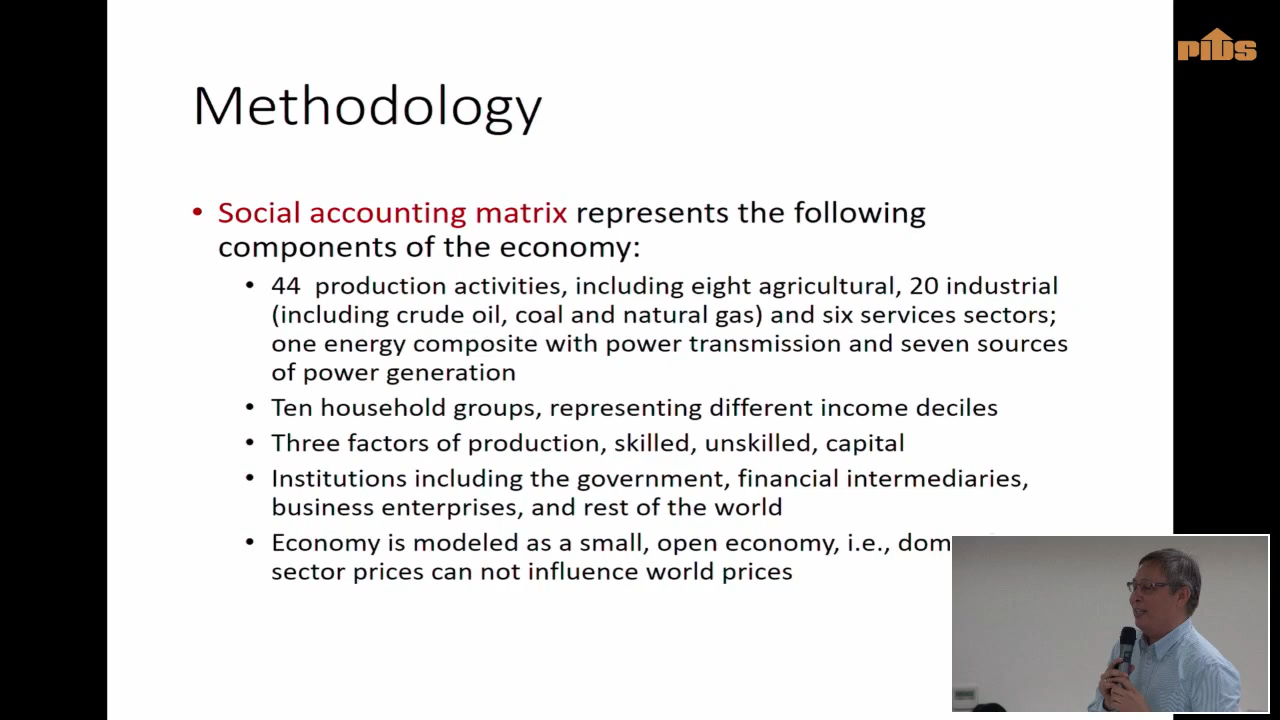 PIDS
Methodology
• Social accounting matrix represents the following
components of the economy:
• 44 production activities, including eight agricultural, 20 industrial
(including crude oil, coal and natural gas) and six services sectors;
one energy composite with power transmission and seven sources
of power generation
• Ten household groups, representing different income deciles
• Three factors of production, skilled, unskilled, capital
• Institutions including the government, financial intermediaries,
business enterprises, and rest of the world
• Economy is modeled as a small, open economy, i.e.,
sector prices can not influence world prices